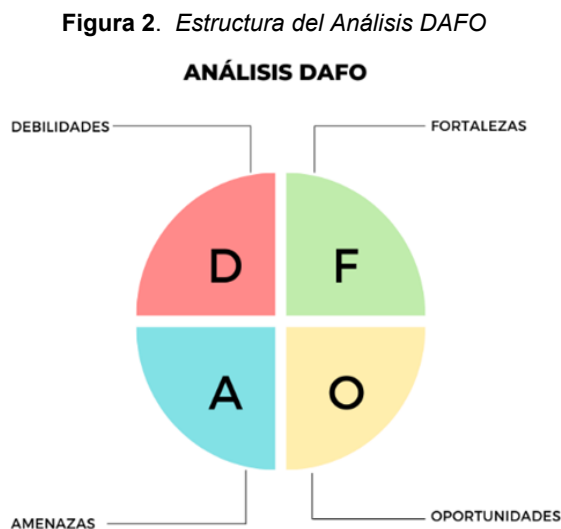 Figura 2. Estructura del Análisis DAFO
ANÁLISIS DAFO
DEBILIDADES
FORTALEZAS
D
F
A
O
AMENAZAS
OPORTUNIDADES